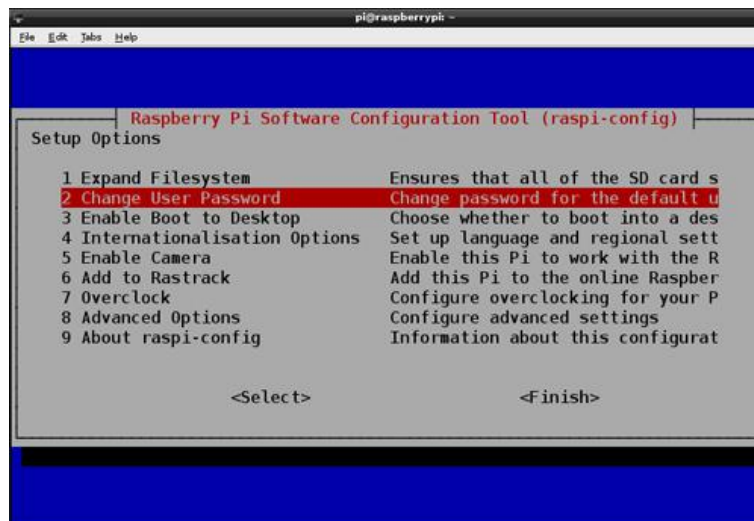 pi@raspberrypi: ~
File Edit Tabs Help
Raspberry Pi Software Configuration Tool (raspi-config)
Setup Options
1 Expand Filesystem Ensures that all of the SD card s
2 Change User Password Change password for the default u
3 Enable Boot to Desktop Choose whether to boot into a des
4 Internationalisation Options Set up language and regional sett
5 Enable Camera Enable this Pi to work with the R
6 Add to Rastrack Add this Pi to the online Raspber
7 Overclock Configure overclocking for your P
8 Advanced Options Configure advanced settings
9 About raspi-config Information about this configurat
<Select> <Finish>